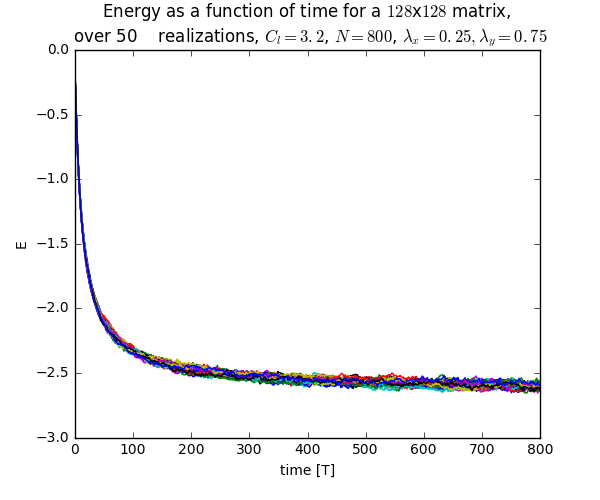 Energy as a function of time for a 128x128 matrix,
over 50    realizations, C_l = 3.2, N = 800, λ_x = 0.25, λ_y = 0.75
0.0
−0.5
−1.0
−1.5
−2.0
−2.5
−3.0
E
0 100 200 300 400 500 600 700 800
time [T]